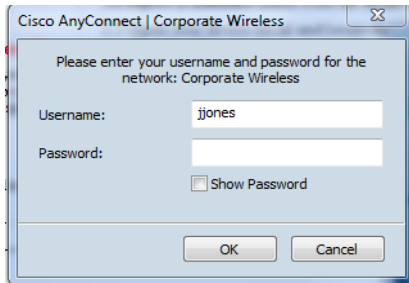 Cisco AnyConnect | Corporate Wireless
Please enter your username and password for the
network: Corporate Wireless
Username: jjones
Password:
Show Password
OK Cancel